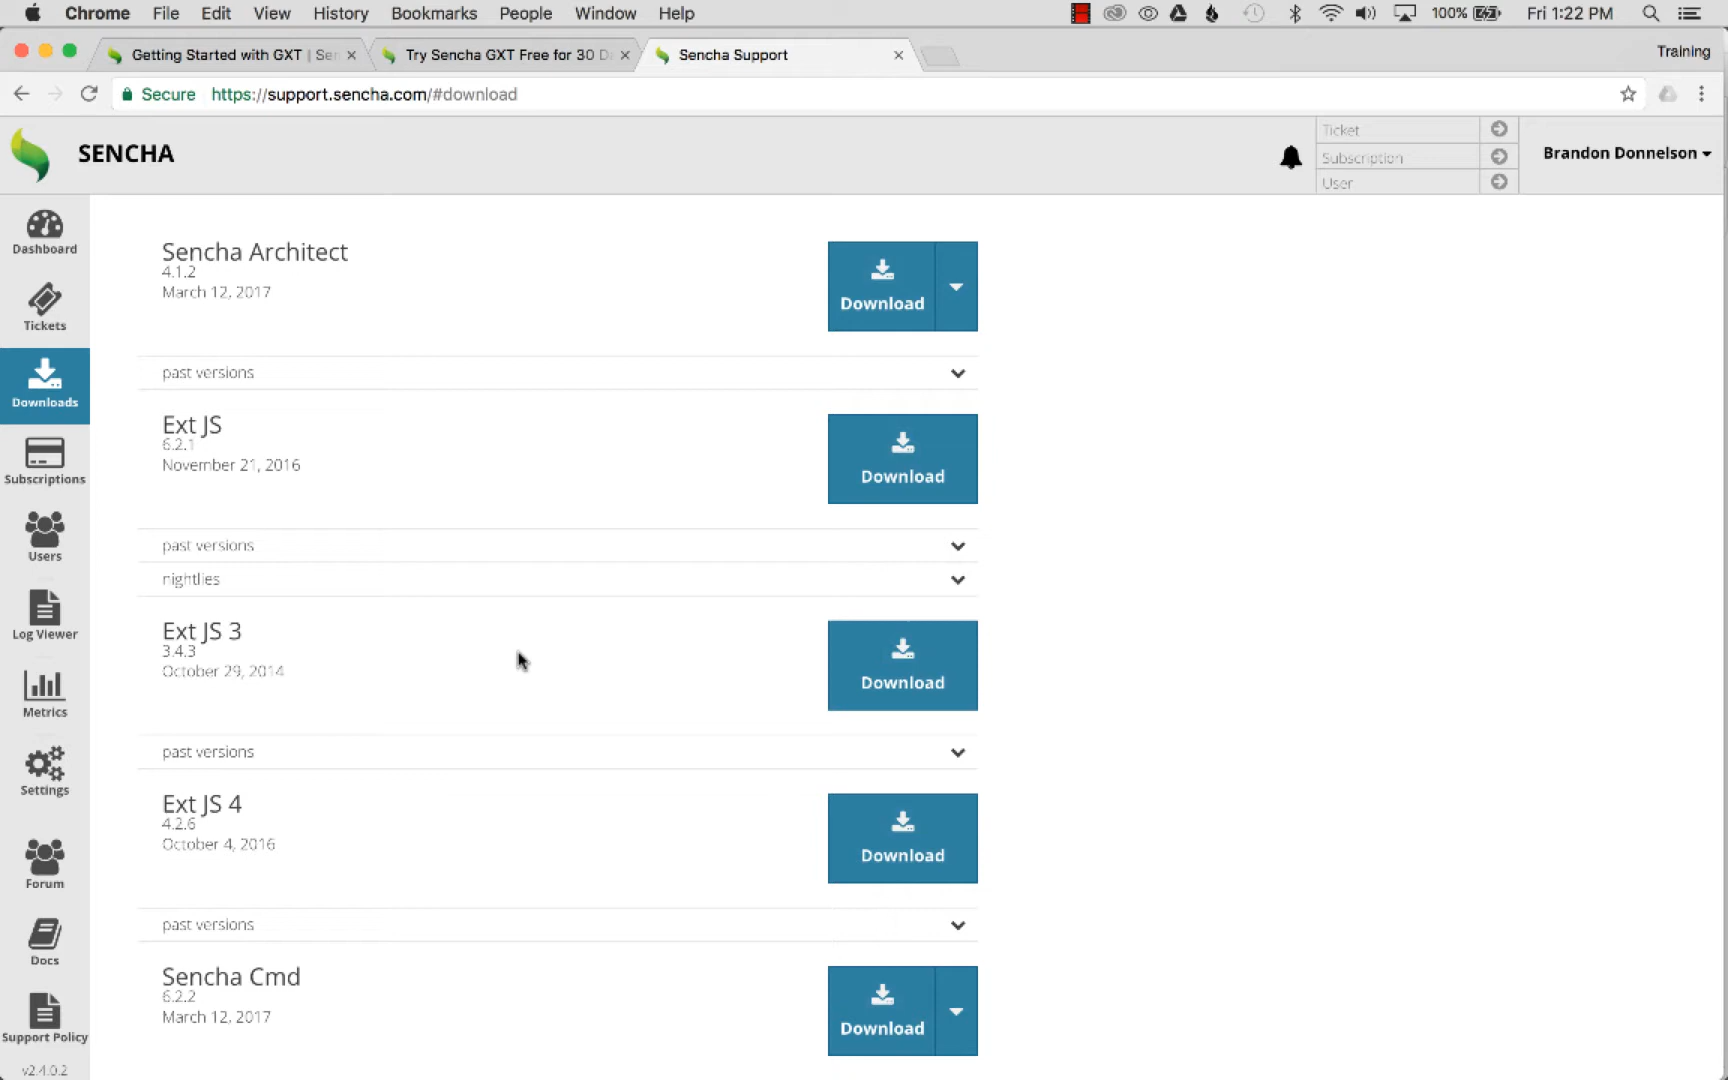 Chrome File Edit View History Bookmarks People Window Help 100% Fri 1:22 PM
Getting Started with GXT | Sen Try Sencha GXT Free for 30 D Sencha Support Training
Secure https://support.sencha.com/#download
SENCHA
Ticket
Subscription
User
Brandon Donnelson
Dashboard
Tickets
Downloads
Subscriptions
Users
Log Viewer
Metrics
Settings
Forum
Docs
Support Policy
v2.4.0.2
Sencha Architect
4.1.2
March 12, 2017
Download
past versions
Ext JS
6.2.1
November 21, 2016
Download
past versions
nightlies
Ext JS 3
3.4.3
October 29, 2014
Download
past versions
Ext JS 4
4.2.6
October 4, 2016
Download
past versions
Sencha Cmd
6.2.2
March 12, 2017
Download